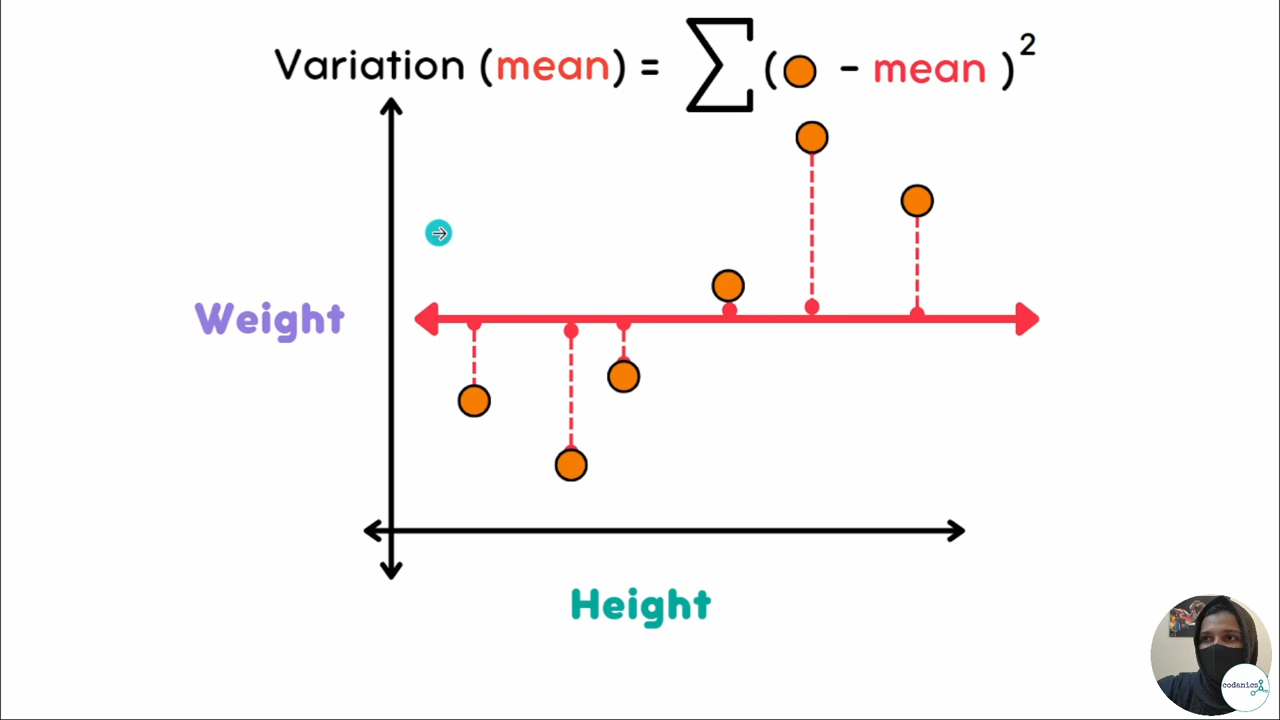 Variation (mean) = ∑ ( - mean )²
Weight
Height
codanics